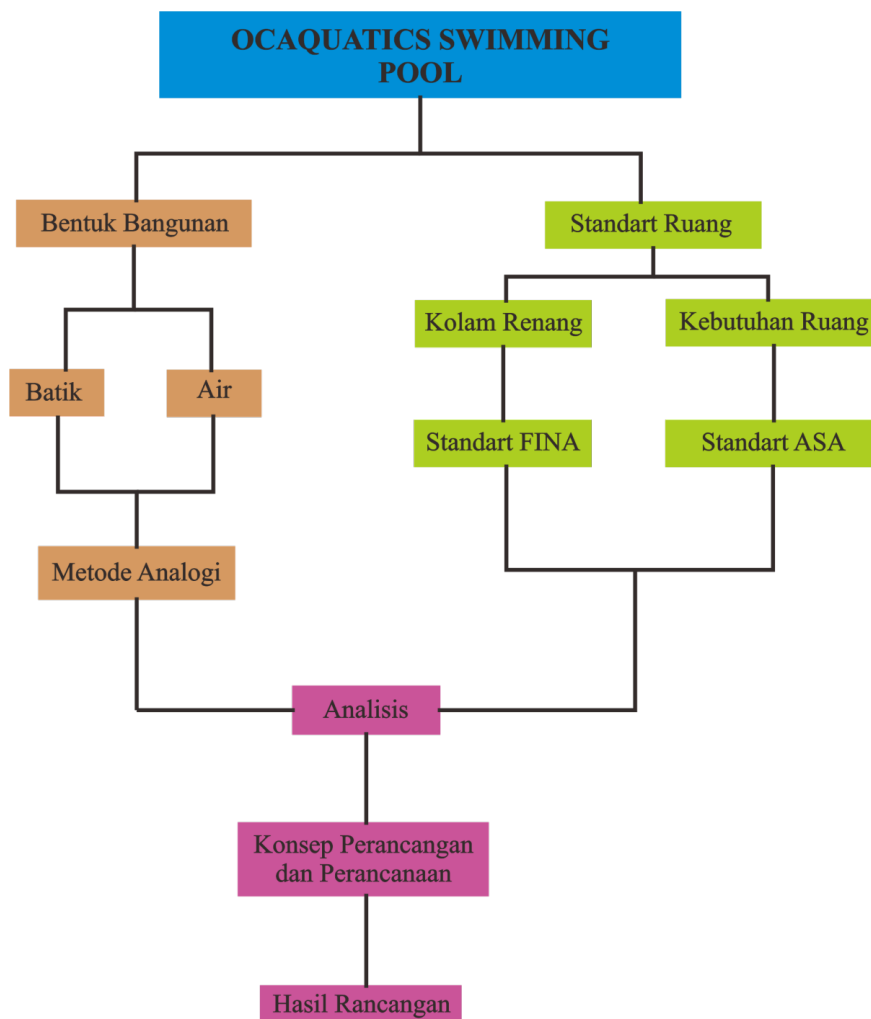 OCAQUATICS SWIMMING
POOL
Bentuk Bangunan
Standart Ruang
Kolam Renang
Kebutuhan Ruang
Batik
Air
Standart FINA
Standart ASA
Metode Analogi
Analisis
Konsep Perancangan
dan Perancanaan
Hasil Rancangan